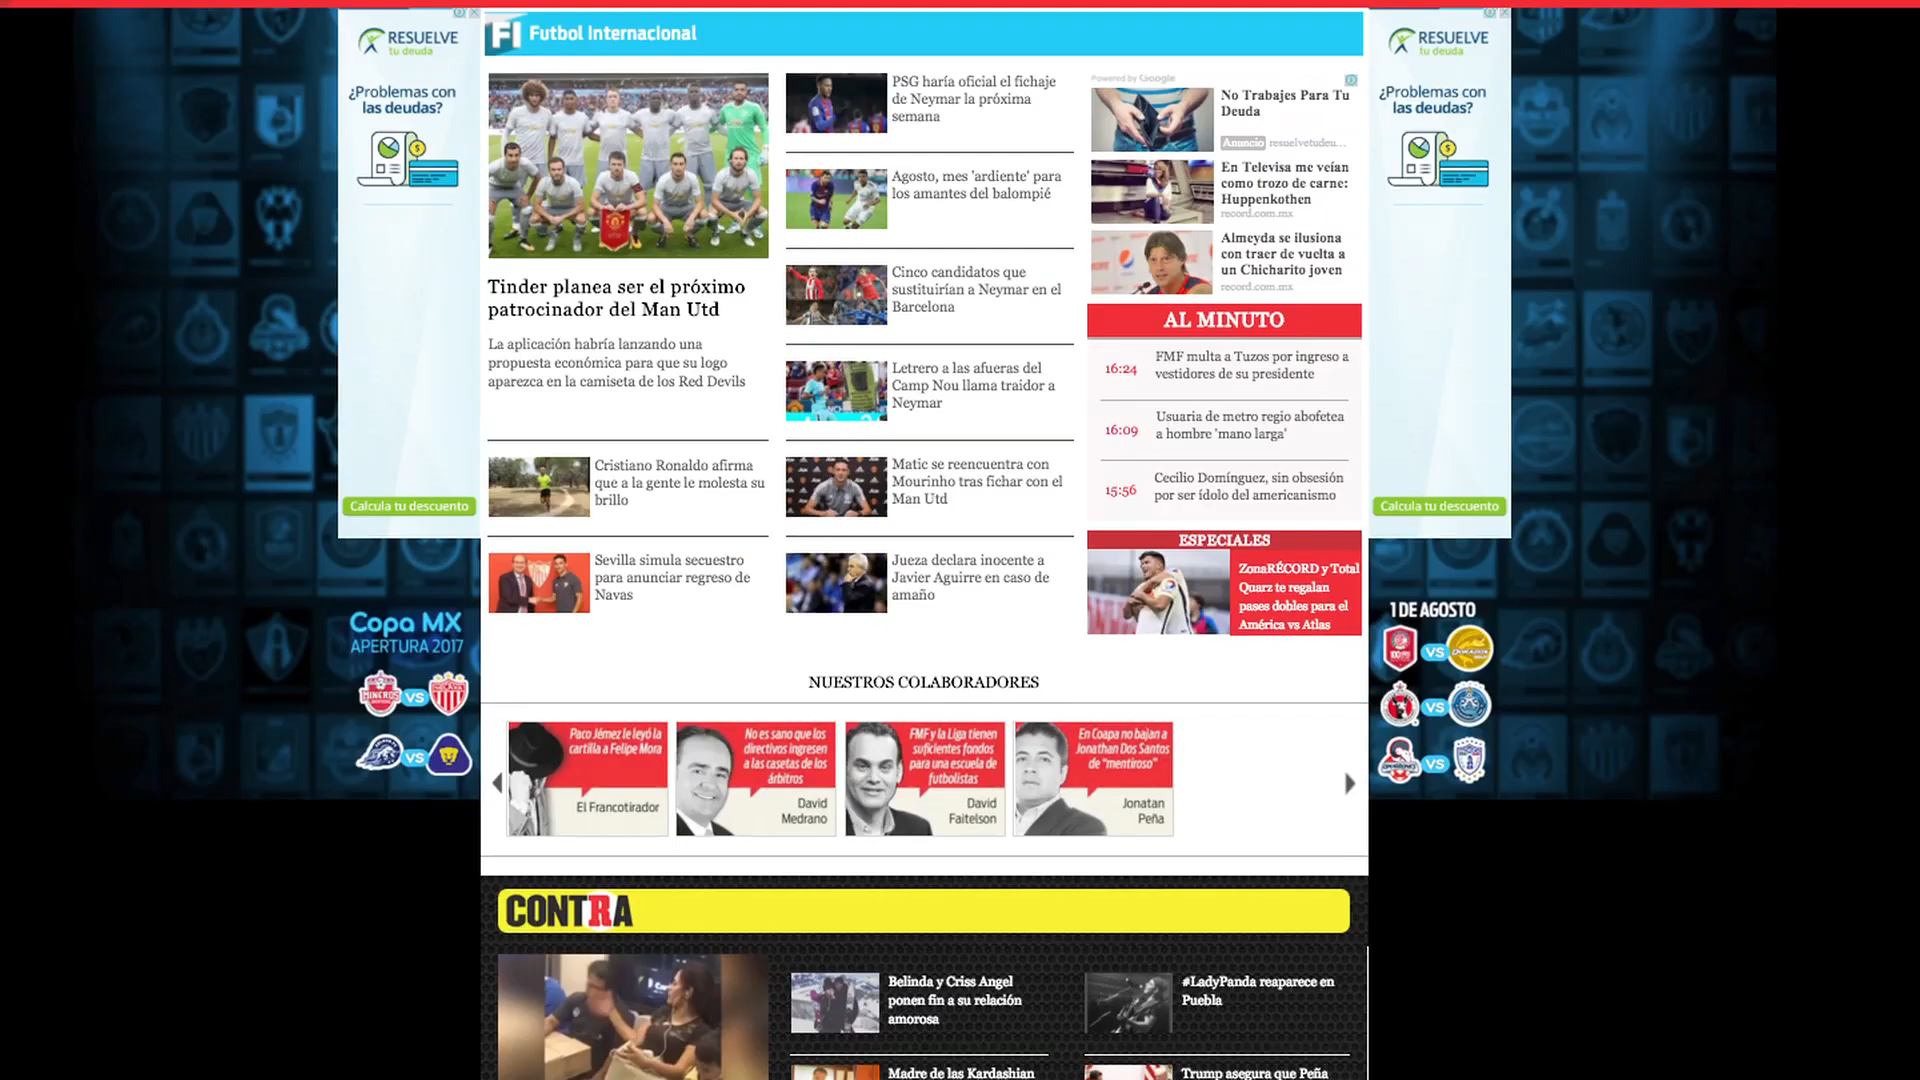 RESUELVE
tu deuda
¿Problemas con
las deudas?
Calcula tu descuento
Copa MX
APERTURA 2017
MINEROS
VS
VS
FI Futbol Internacional
Tinder planea ser el próximo
patrocinador del Man Utd
La aplicación habría lanzando una
propuesta económica para que su logo
aparezca en la camiseta de los Red Devils
Cristiano Ronaldo afirma
que a la gente le molesta su
brillo
Sevilla simula secuestro
para anunciar regreso de
Navas
PSG haría oficial el fichaje
de Neymar la próxima
semana
Agosto, mes 'ardiente' para
los amantes del balompié
Cinco candidatos que
sustituirían a Neymar en el
Barcelona
Letrero a las afueras del
Camp Nou llama traidor a
Neymar
Matic se reencuentra con
Mourinho tras fichar con el
Man Utd
Jueza declara inocente a
Javier Aguirre en caso de
amaño
Powered by Google
No Trabajes Para Tu
Deuda
Anuncio resuelvetudeu...
En Televisa me veían
como trozo de carne:
Huppenkothen
record.com.mx
Almeyda se ilusiona
con traer de vuelta a
un Chicharito joven
record.com.mx
AL MINUTO
16:24 FMF multa a Tuzos por ingreso a
vestidores de su presidente
16:09 Usuaria de metro regio abofetea
a hombre 'mano larga'
15:56 Cecilio Domínguez, sin obsesión
por ser ídolo del americanismo
ESPECIALES
ZonaRÉCORD y Total
Quarz te regalan
pases dobles para el
América vs Atlas
RESUELVE
tu deuda
¿Problemas con
las deudas?
Calcula tu descuento
1 DE AGOSTO
VS
VS
VS
NUESTROS COLABORADORES
Paco Jémez le leyó la
cartilla a Felipe Mora
El Francotirador
No es sano que los
directivos ingresen
a las casetas de los
árbitros
David
Medrano
FMF y la Liga tienen
suficientes fondos
para una escuela de
futbolistas
David
Faitelson
En Coapa no bajan a
Jonathan Dos Santos
de "mentiroso"
Jonatan
Peña
CONTRA
Belinda y Criss Angel
ponen fin a su relación
amorosa
#LadyPanda reaparece en
Puebla
Madre de las Kardashian
Trump asegura que Peña